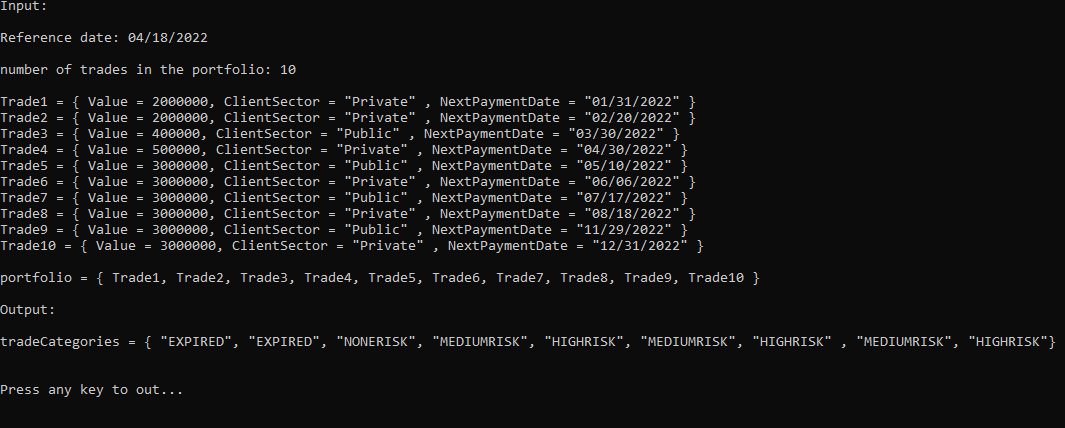 Input:
Reference date: 04/18/2022
number of trades in the portfolio: 10
Trade1 = { Value = 2000000, ClientSector = "Private" , NextPaymentDate = "01/31/2022" }
Trade2 = { Value = 2000000, ClientSector = "Private" , NextPaymentDate = "02/20/2022" }
Trade3 = { Value = 400000, ClientSector = "Public" , NextPaymentDate = "03/30/2022" }
Trade4 = { Value = 500000, ClientSector = "Private" , NextPaymentDate = "04/30/2022" }
Trade5 = { Value = 3000000, ClientSector = "Public" , NextPaymentDate = "05/10/2022" }
Trade6 = { Value = 3000000, ClientSector = "Private" , NextPaymentDate = "06/06/2022" }
Trade7 = { Value = 3000000, ClientSector = "Public" , NextPaymentDate = "07/17/2022" }
Trade8 = { Value = 3000000, ClientSector = "Private" , NextPaymentDate = "08/18/2022" }
Trade9 = { Value = 3000000, ClientSector = "Public" , NextPaymentDate = "11/29/2022" }
Trade10 = { Value = 3000000, ClientSector = "Private" , NextPaymentDate = "12/31/2022" }
portfolio = { Trade1, Trade2, Trade3, Trade4, Trade5, Trade6, Trade7, Trade8, Trade9, Trade10 }
Output:
tradeCategories = { "EXPIRED", "EXPIRED", "NONERISK", "MEDIUMRISK", "HIGHRISK", "MEDIUMRISK", "HIGHRISK" , "MEDIUMRISK", "HIGHRISK"}
Press any key to out...